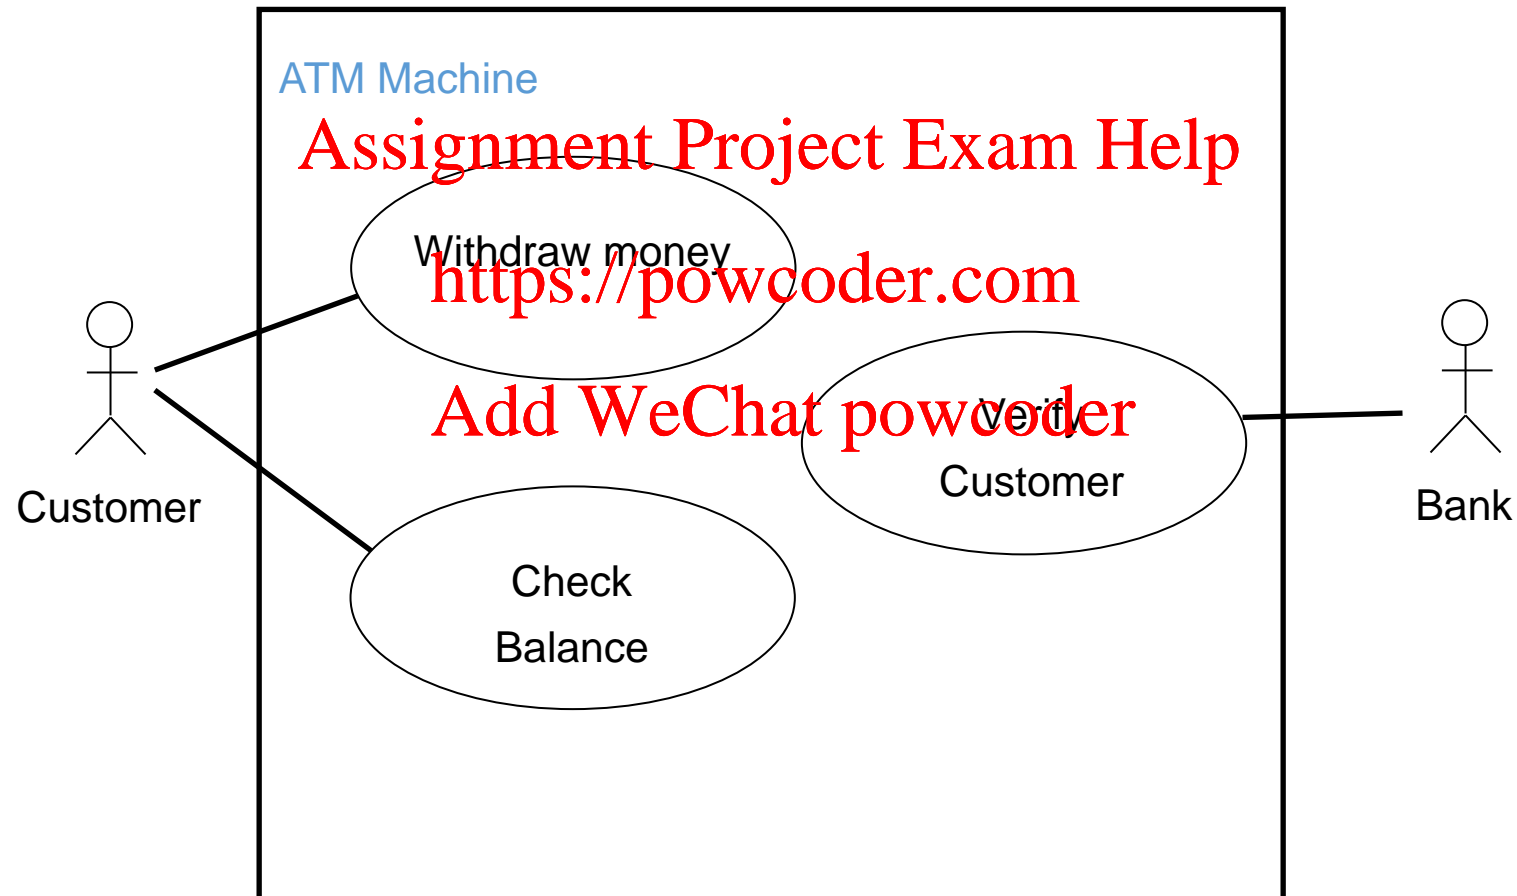 ATM Machine
Assignment Project Exam Help
Withdraw money
https://powcoder.com
Add WeChat powcoder
Verify
Customer
Customer
Bank
Check
Balance